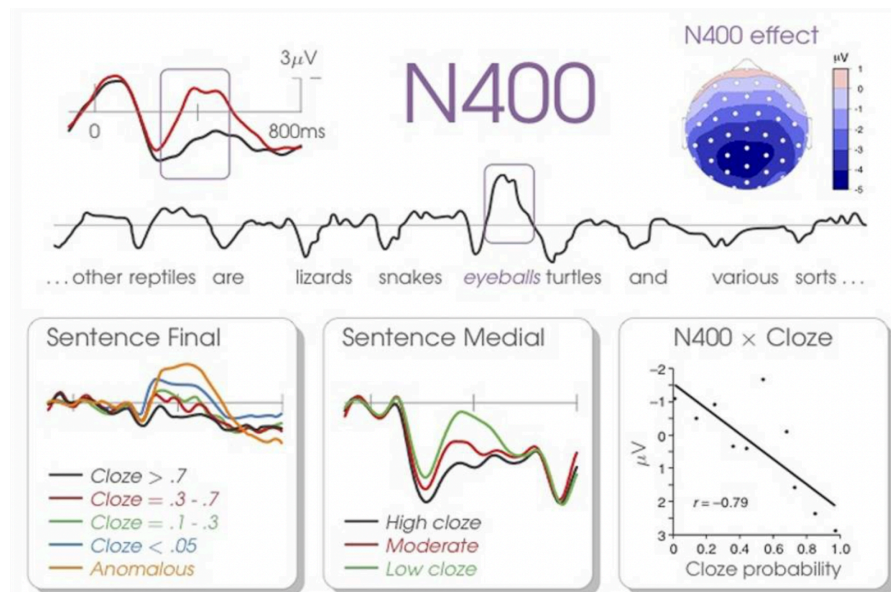 3µV
0
800ms
N400
N400 effect
µV
1
0
-1
-2
-3
-4
-5
...other reptiles are lizards snakes eyeballs turtles and various sorts ...
Sentence Final
Cloze > .7
Cloze = .3 - .7
Cloze = .1 - .3
Cloze < .05
Anomalous
Sentence Medial
High cloze
Moderate
Low cloze
N400 × Cloze
−2
-1
0
1
2
3
µV
r = −0.79
0 0.2 0.4 0.6 0.8 1.0
Cloze probability